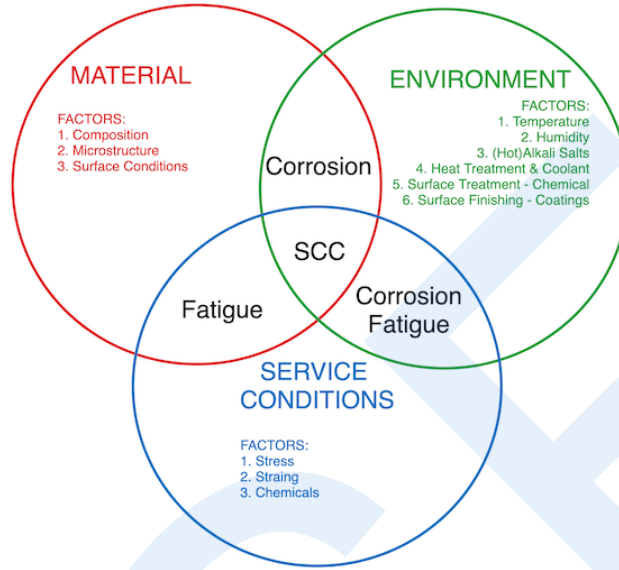 MATERIAL
FACTORS:
1. Composition
2. Microstructure
3. Surface Conditions
ENVIRONMENT
FACTORS:
1. Temperature
2. Humidity
3. (Hot)Alkali Salts
4. Heat Treatment & Coolant
5. Surface Treatment - Chemical
6. Surface Finishing - Coatings
Corrosion
SCC
Fatigue
Corrosion
Fatigue
SERVICE
CONDITIONS
FACTORS:
1. Stress
2. Straing
3. Chemicals